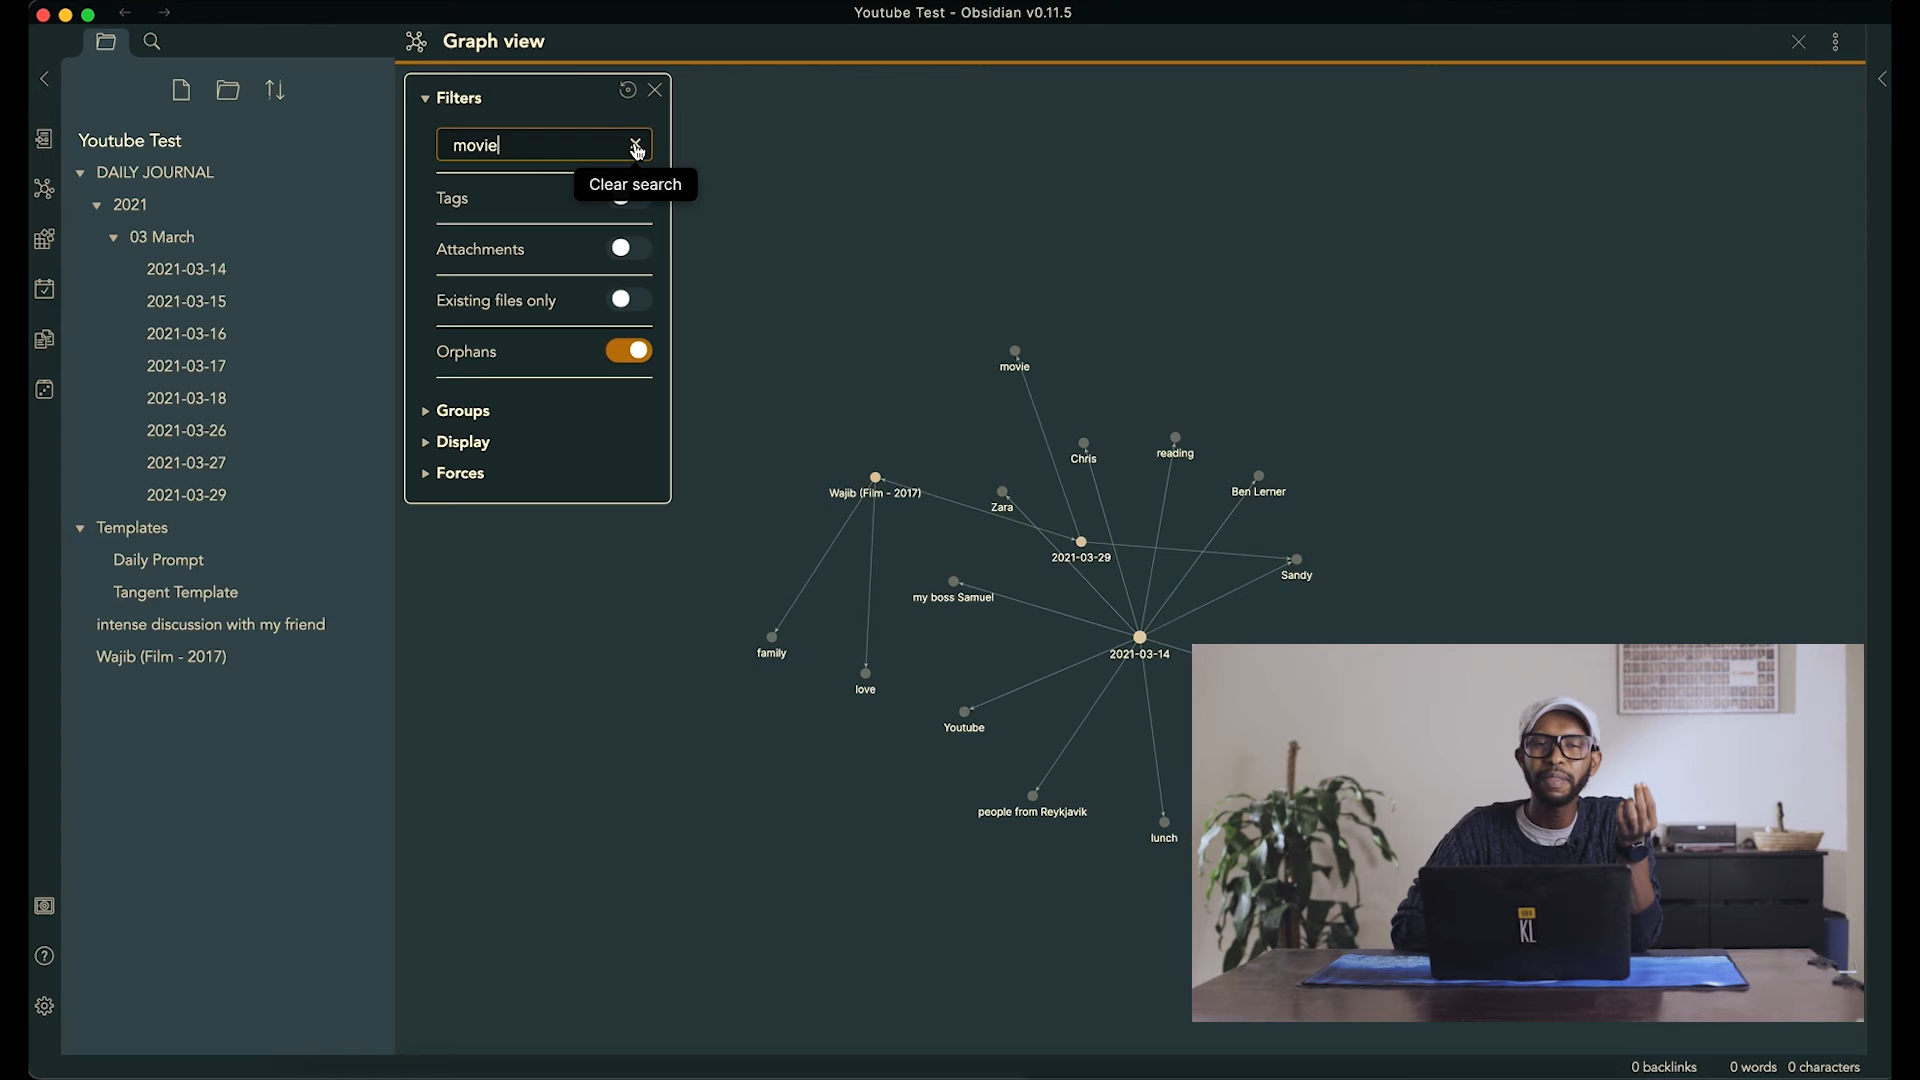 Youtube Test - Obsidian v0.11.5
Graph view
Youtube Test
DAILY JOURNAL
2021
03 March
2021-03-14
2021-03-15
2021-03-16
2021-03-17
2021-03-18
2021-03-26
2021-03-27
2021-03-29
Templates
Daily Prompt
Tangent Template
intense discussion with my friend
Wajib (Film - 2017)
Filters
movie
Clear search
Tags
Attachments
Existing files only
Orphans
Groups
Display
Forces
movie
Chris
reading
Wajib (Film - 2017)
Zara
Ben Lerner
2021-03-29
Sandy
my boss Samuel
family
2021-03-14
love
Youtube
people from Reykjavik
lunch
KL
0 backlinks
0 words
0 characters